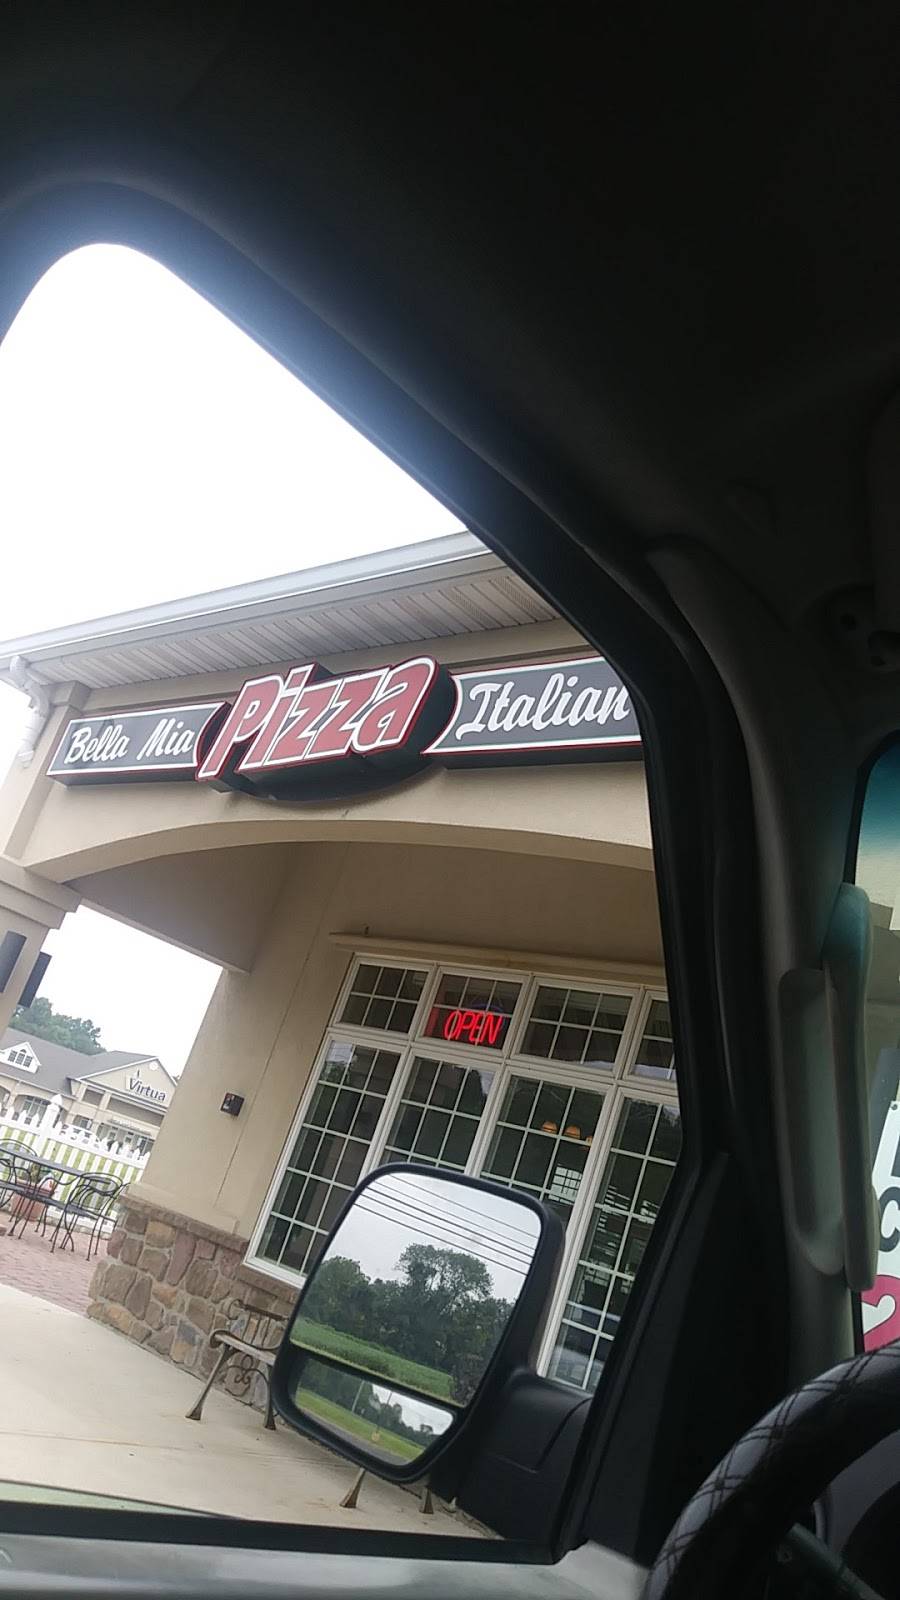 Bella Mia Pizza Italian
OPEN
Virtua
C